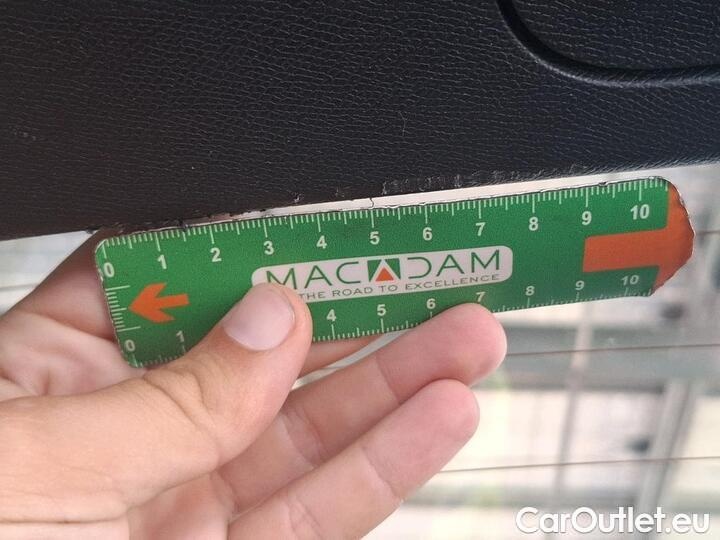 0 1 2 3 4 5 6 7 8 9 10
MACADAM
THE ROAD TO EXCELLENCE
0 1 4 5 6 7 8 9 10
CarOutlet.eu